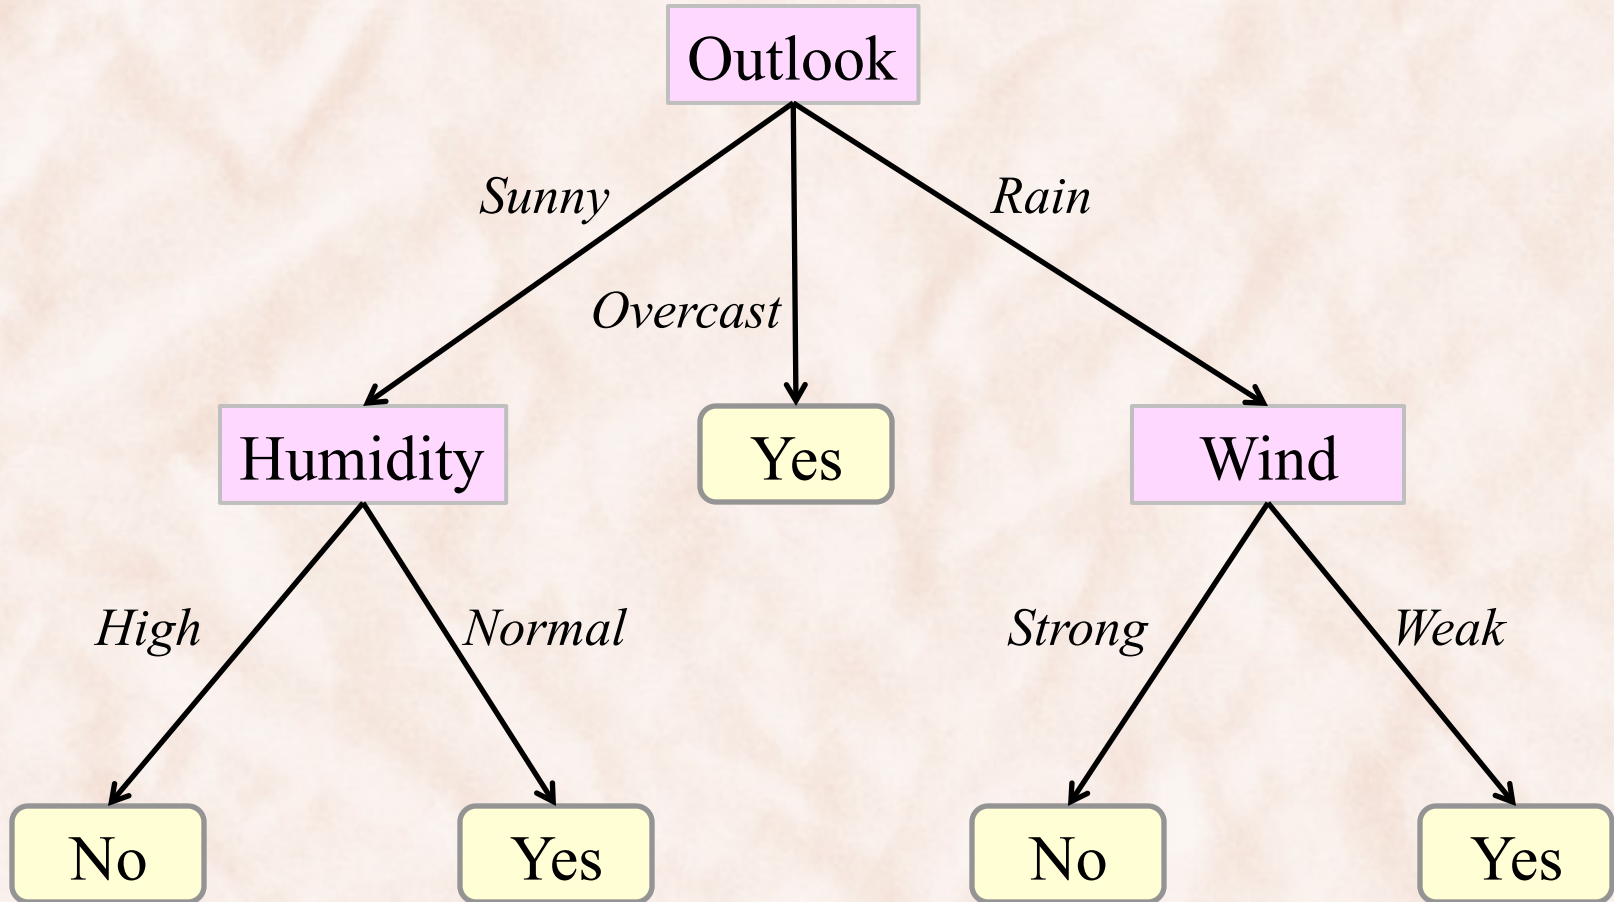 Outlook
Sunny
Rain
Overcast
Humidity
Yes
Wind
High
Normal
Strong
Weak
No
Yes
No
Yes